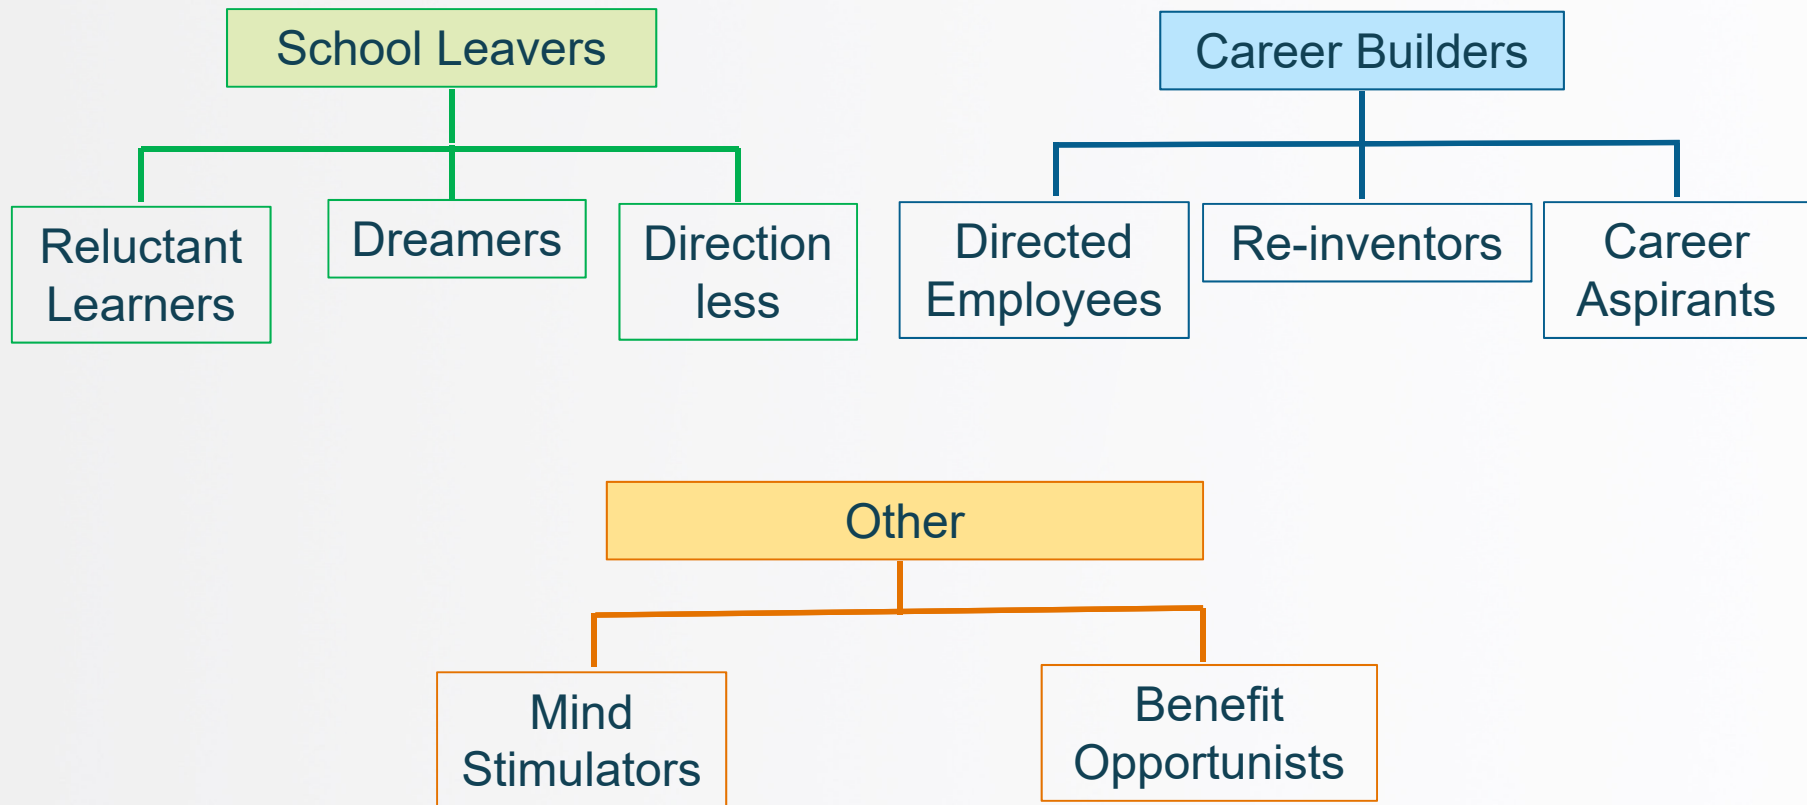 School Leavers
Reluctant
Learners
Dreamers
Direction
less
Career Builders
Directed
Employees
Re-inventors
Career
Aspirants
Other
Mind
Stimulators
Benefit
Opportunists